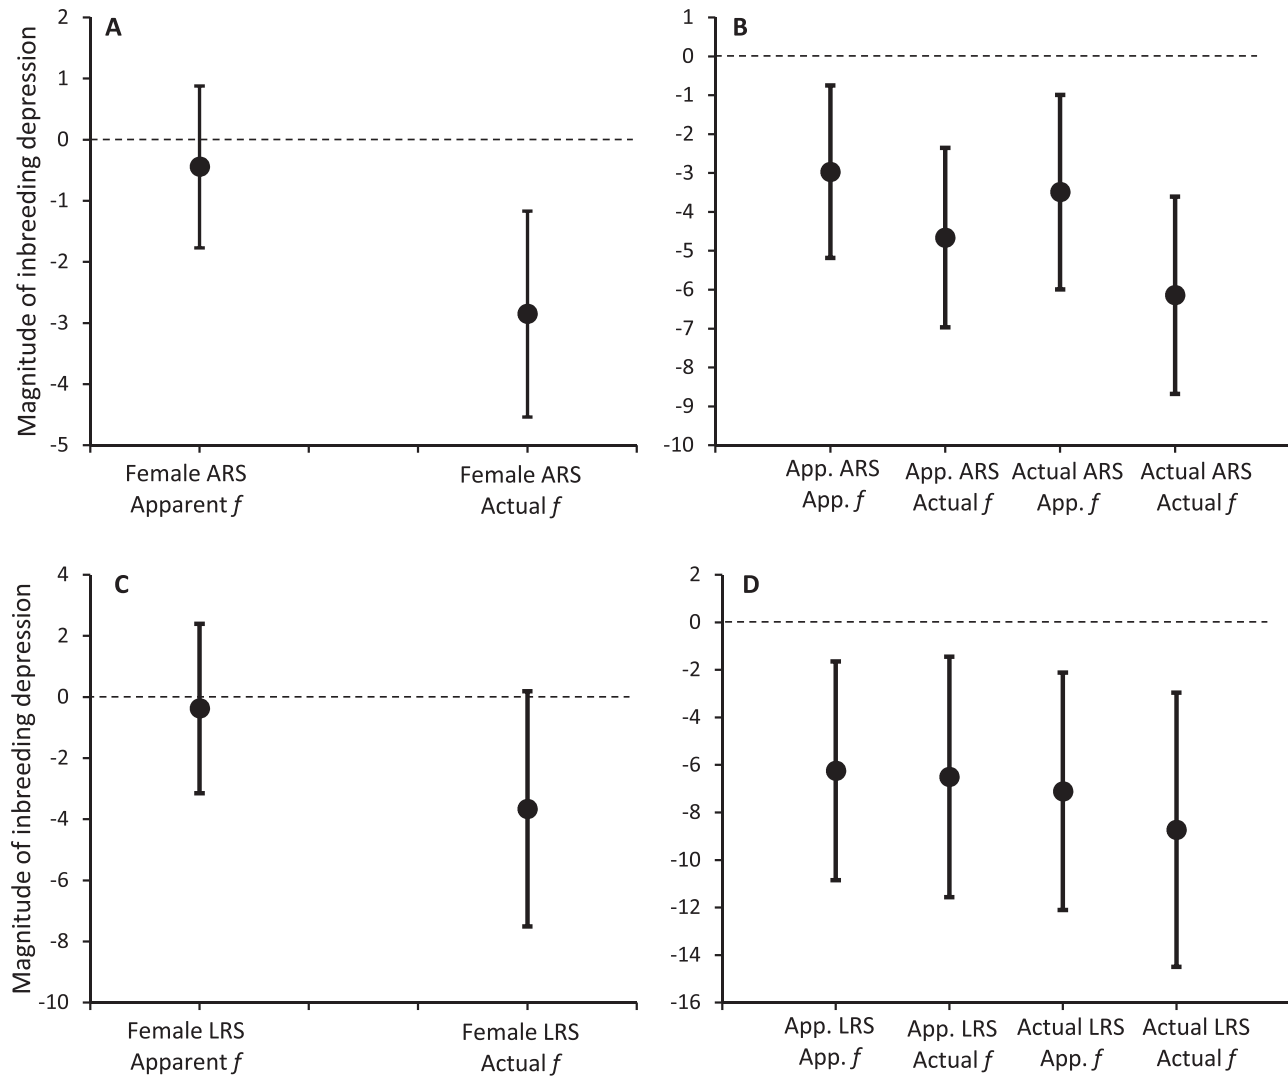 A
Magnitude of inbreeding depression
2
1
0
-1
-2
-3
-4
-5
Female ARS
Apparent f
Female ARS
Actual f
B
1
0
-1
-2
-3
-4
-5
-6
-7
-8
-9
-10
App. ARS
App. f
App. ARS
Actual f
Actual ARS
App. f
Actual ARS
Actual f
C
Magnitude of inbreeding depression
4
2
0
-2
-4
-6
-8
-10
Female LRS
Apparent f
Female LRS
Actual f
D
2
0
-2
-4
-6
-8
-10
-12
-14
-16
App. LRS
App. f
App. LRS
Actual f
Actual LRS
App. f
Actual LRS
Actual f